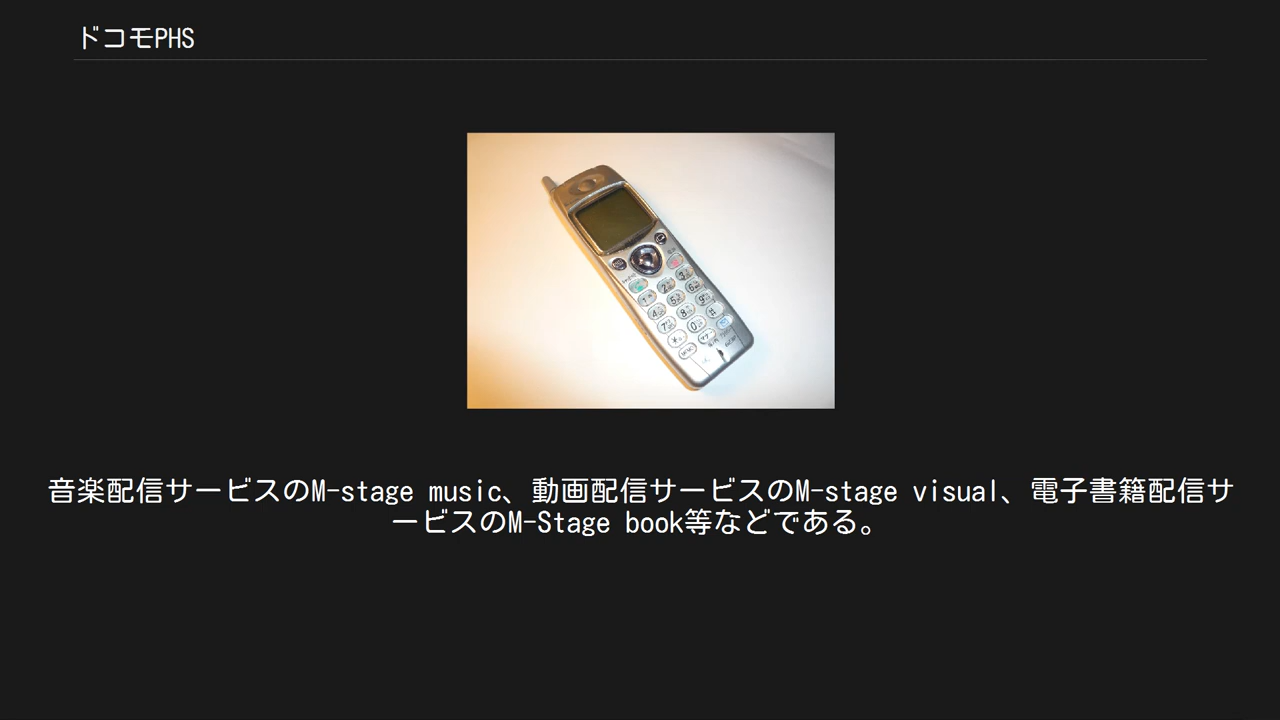 ドコモPHS
音楽配信サービスのM-stage music、動画配信サービスのM-stage visual、電子書籍配信サ
ービスのM-Stage book等などである。